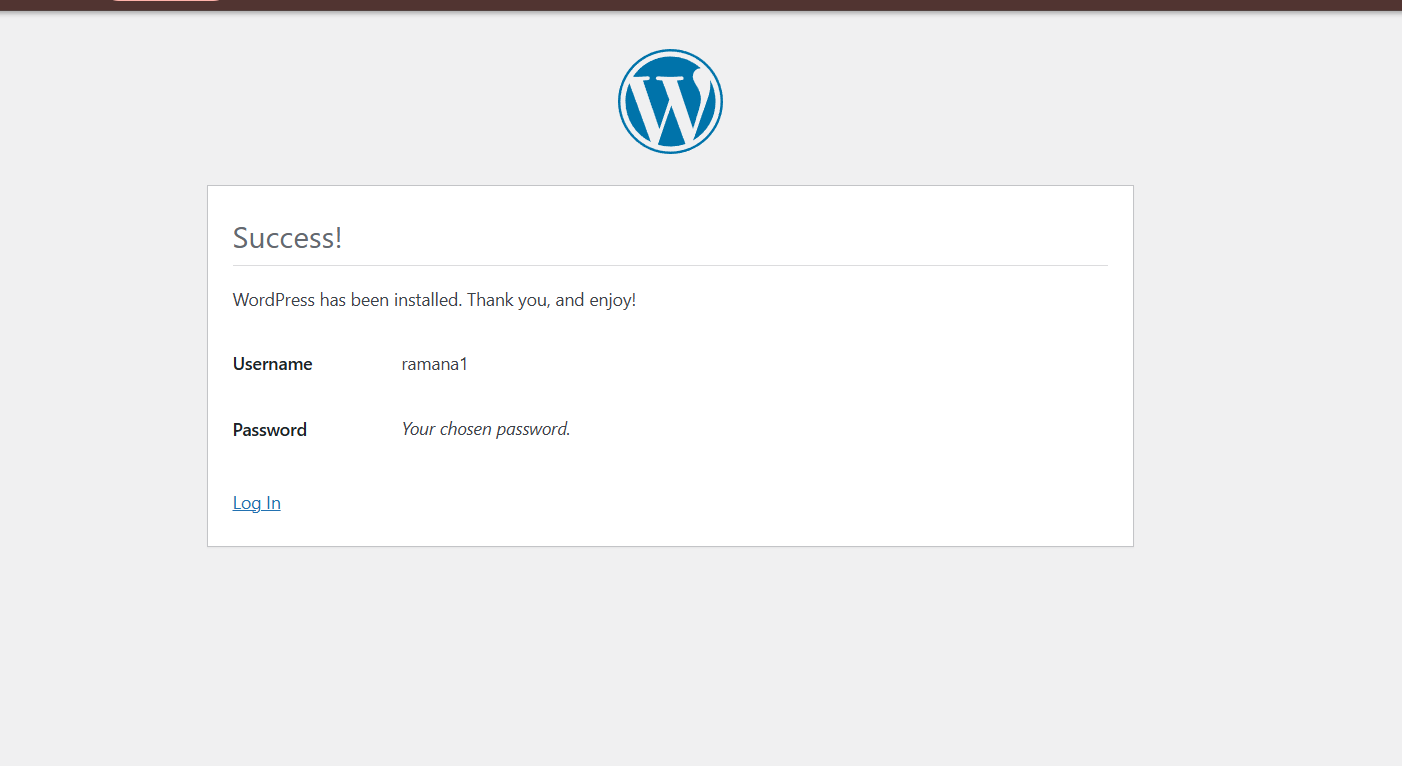 Success!
WordPress has been installed. Thank you, and enjoy!
Username ramana1
Password Your chosen password.
Log In